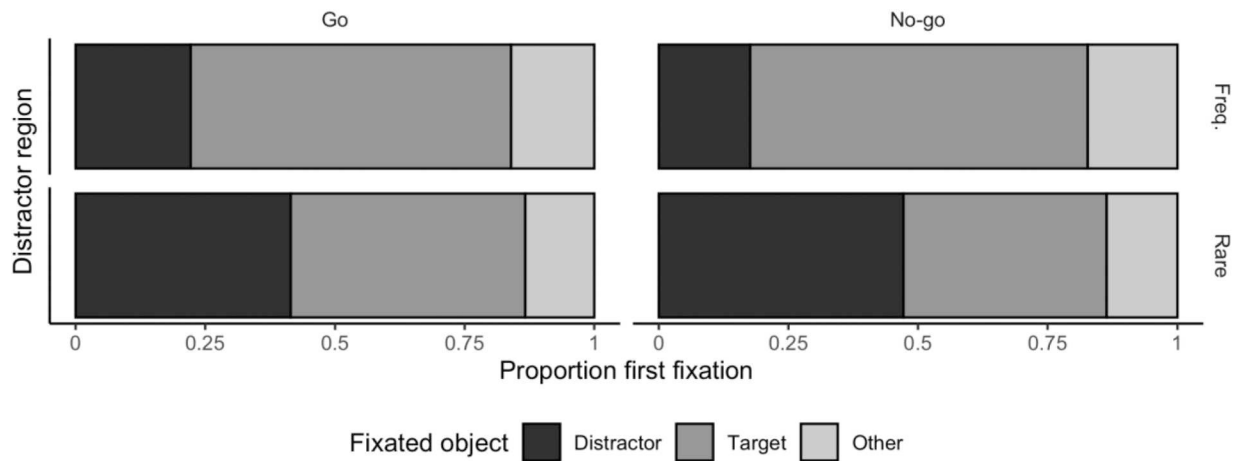 Go No-go
Distractor region
Freq.
Rare
0 0.25 0.5 0.75 1 0 0.25 0.5 0.75 1
Proportion first fixation
Fixated object Distractor Target Other